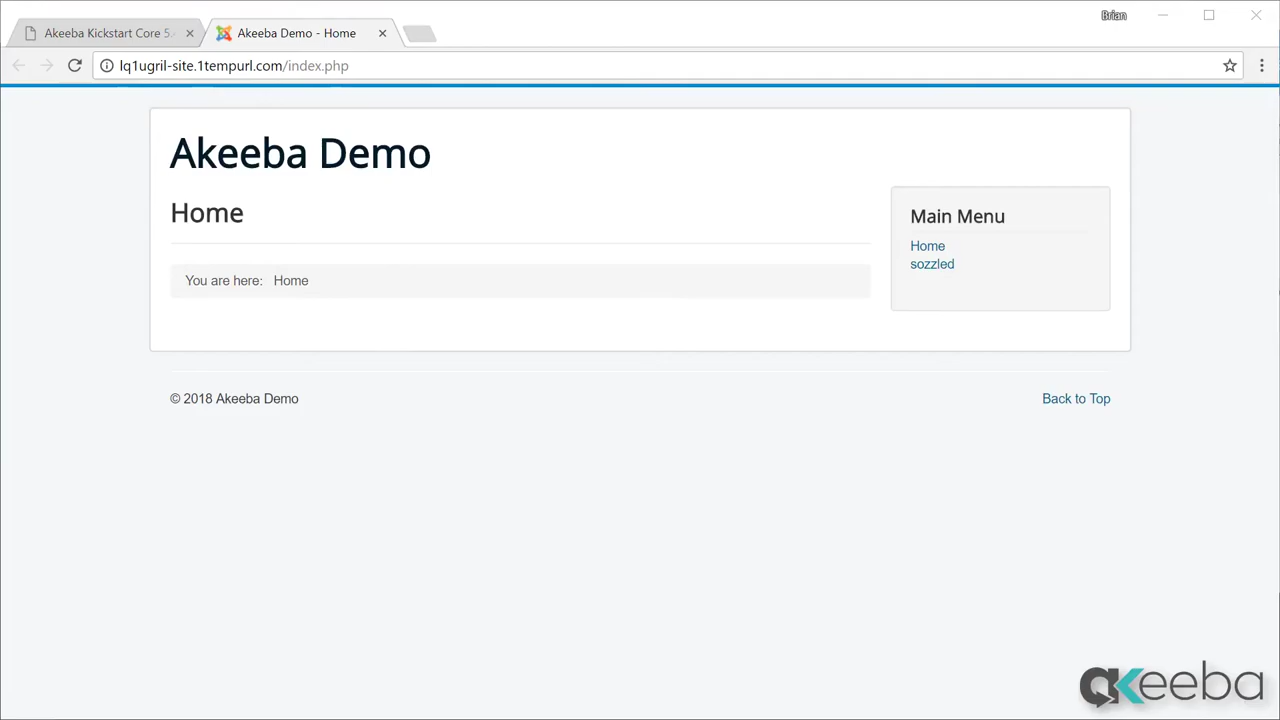 Brian
Akeeba Kickstart Core 5.
Akeeba Demo - Home
lq1ugril-site.1tempurl.com/index.php
Akeeba Demo
Home
Main Menu
Home
sozzled
You are here: Home
© 2018 Akeeba Demo
Back to Top
akeeba